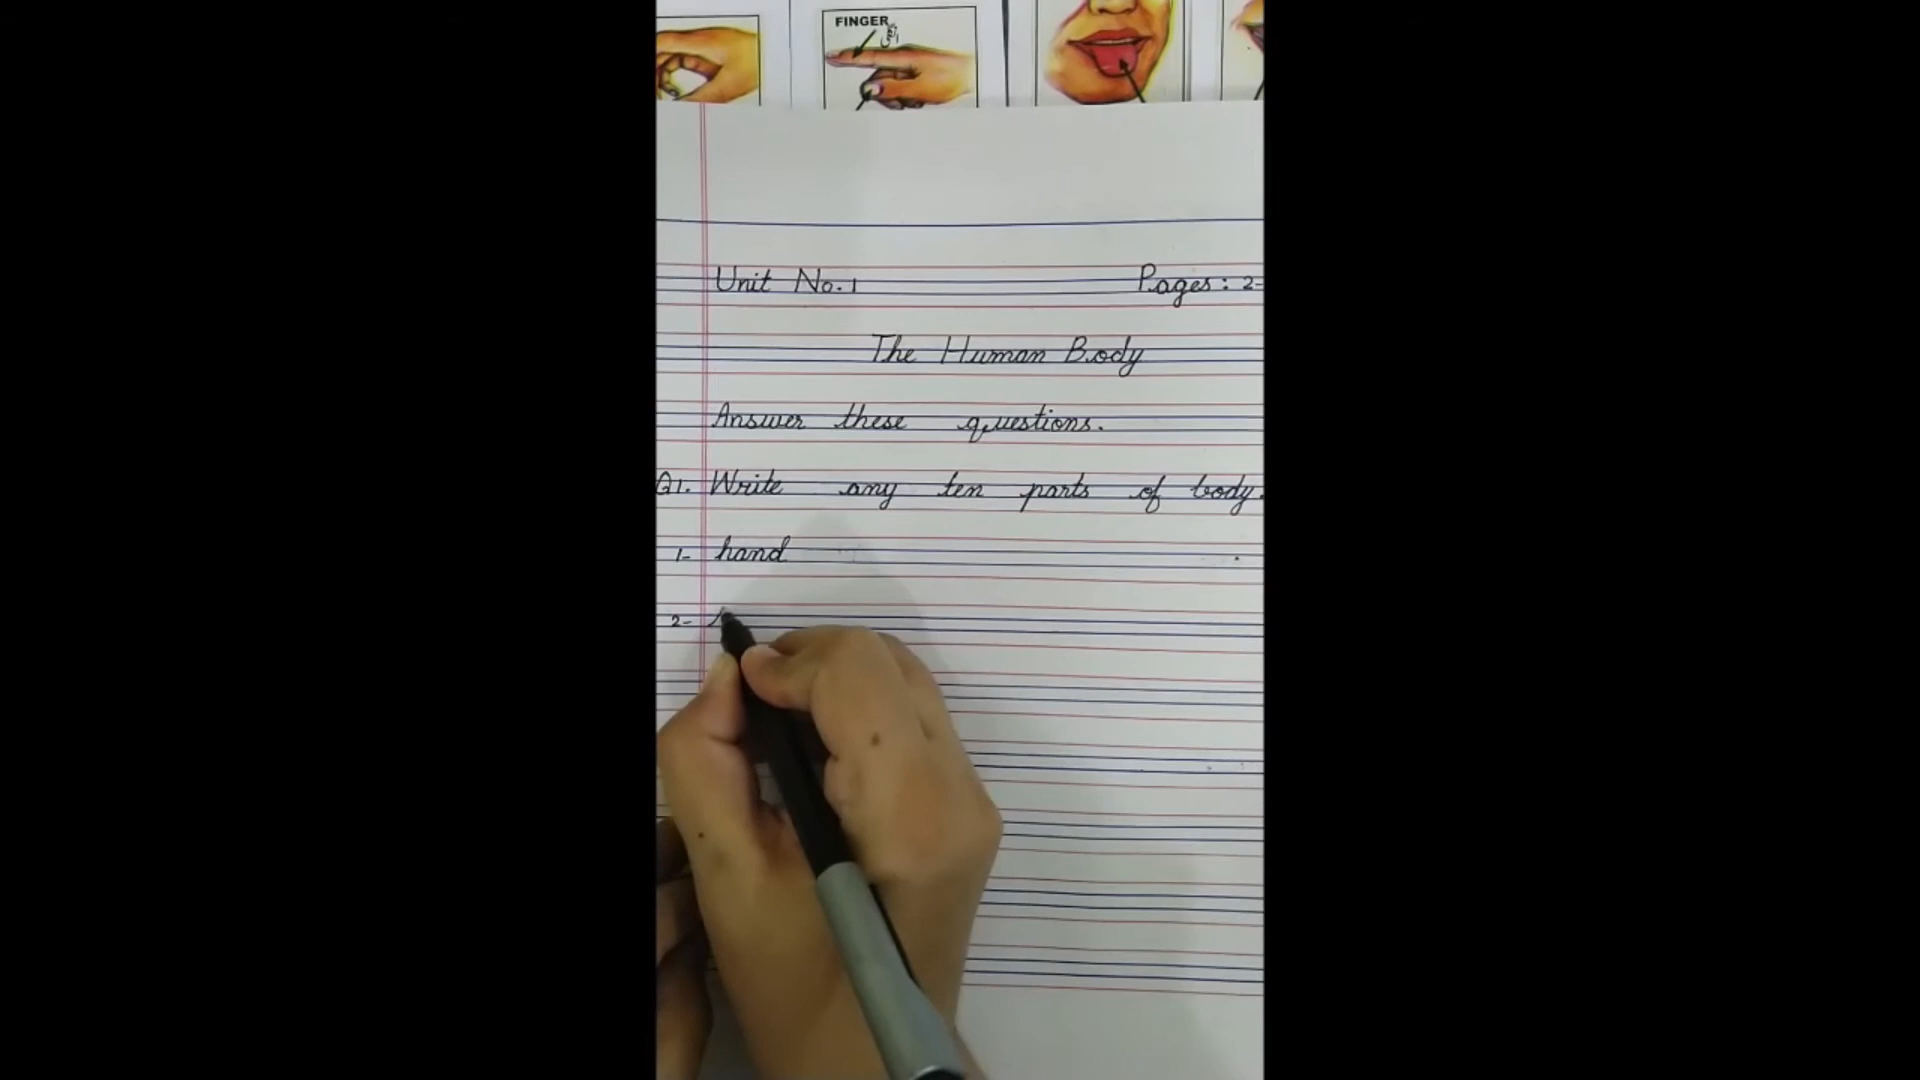 FINGER
انگلی
Unit No. 1 Pages: 2-
The Human Body
Answer these questions.
Q1. Write any ten parts of body.
1- hand
2-